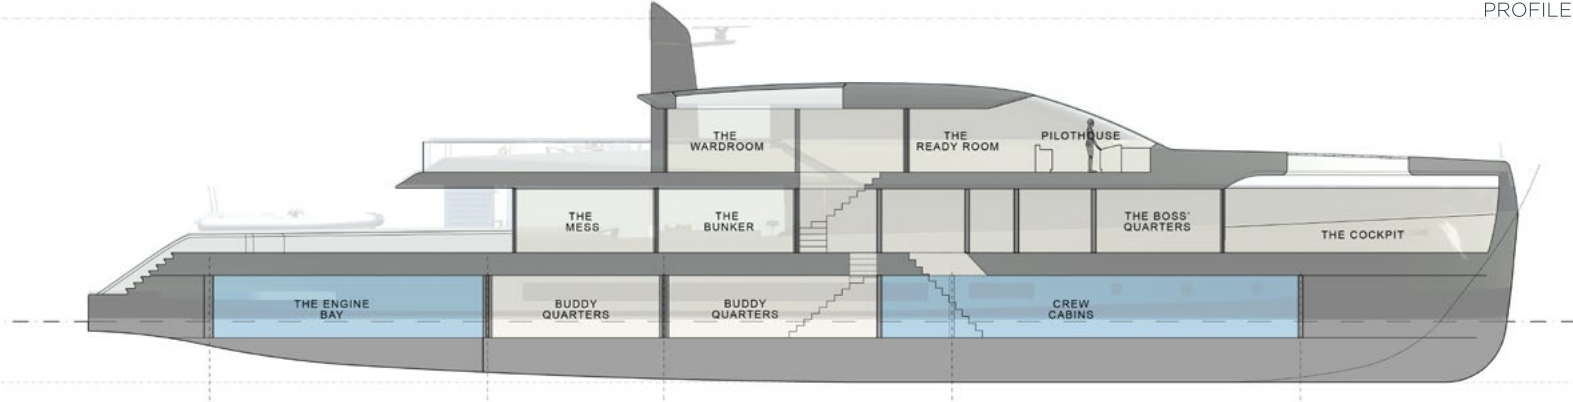 PROFILE
THE
WARDROOM
THE
READY ROOM
PILOTHOUSE
THE
MESS
THE
BUNKER
THE BOSS'
QUARTERS
THE COCKPIT
THE ENGINE
BAY
BUDDY
QUARTERS
BUDDY
QUARTERS
CREW
CABINS